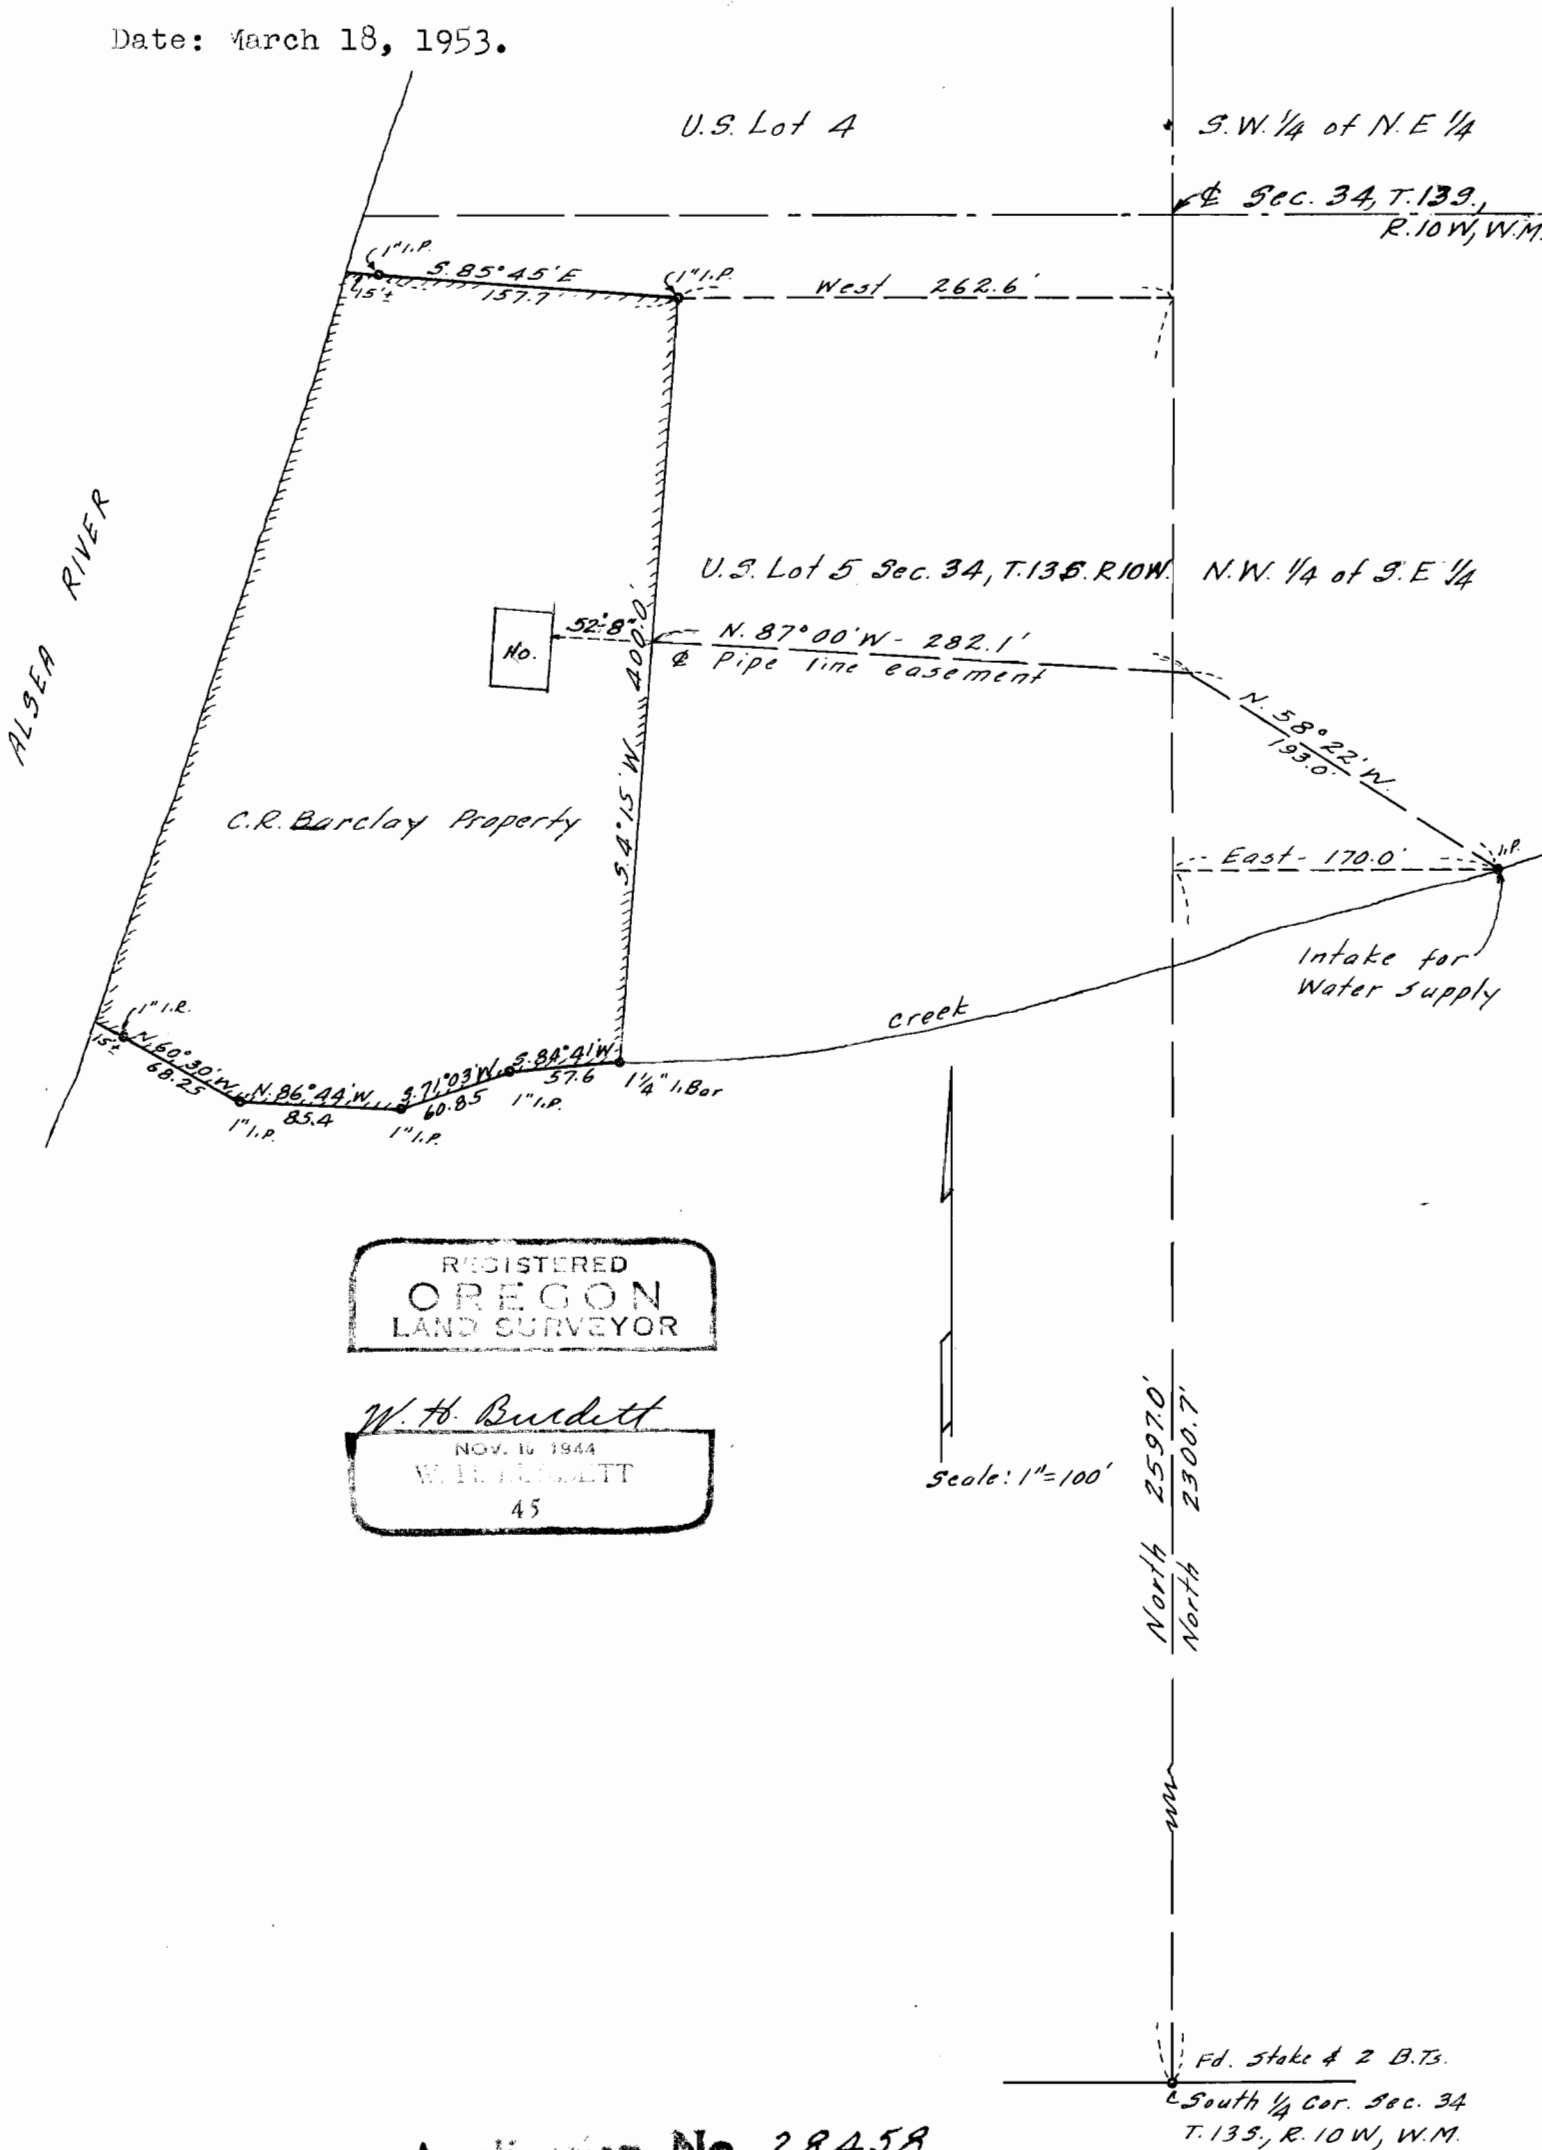 Date: March 18, 1953.
U.S. Lot 4
S.W. 1/4 of N.E 1/4
℄ Sec. 34, T.13S.,
R.10W, W.M.
1" I.P.
S. 85° 45' E
157.7'
15'±
1" I.P.
West 262.6'
ALSEA RIVER
U.S. Lot 5 Sec. 34, T.13S. R10W.
N.W. 1/4 of S.E 1/4
Ho.
52'-8"
N. 87° 00' W - 282.1'
℄ Pipe line easement
S. 4° 15' W. 400.0'
N. 58° 22' W.
193.0'
C.R. Barclay Property
East - 170.0'
I.P.
Intake for
Water Supply
creek
1" I.R.
15'±
N. 60° 30' W
68.25
N. 86° 44' W
85.4
S. 71° 03' W
60.85
S. 84° 41' W
57.6
1" I.P.
1" I.P.
1" I.P.
1 1/4" I. Bar
REGISTERED
OREGON
LAND SURVEYOR
W. H. Burdett
NOV. 16 1944
W. H. BURDETT
45
Scale: 1"=100'
North 2597.0'
North 2300.7'
Fd. Stake & 2 B.Ts.
South 1/4 Cor. Sec. 34
T.13S., R.10W, W.M.
Application No. 28458